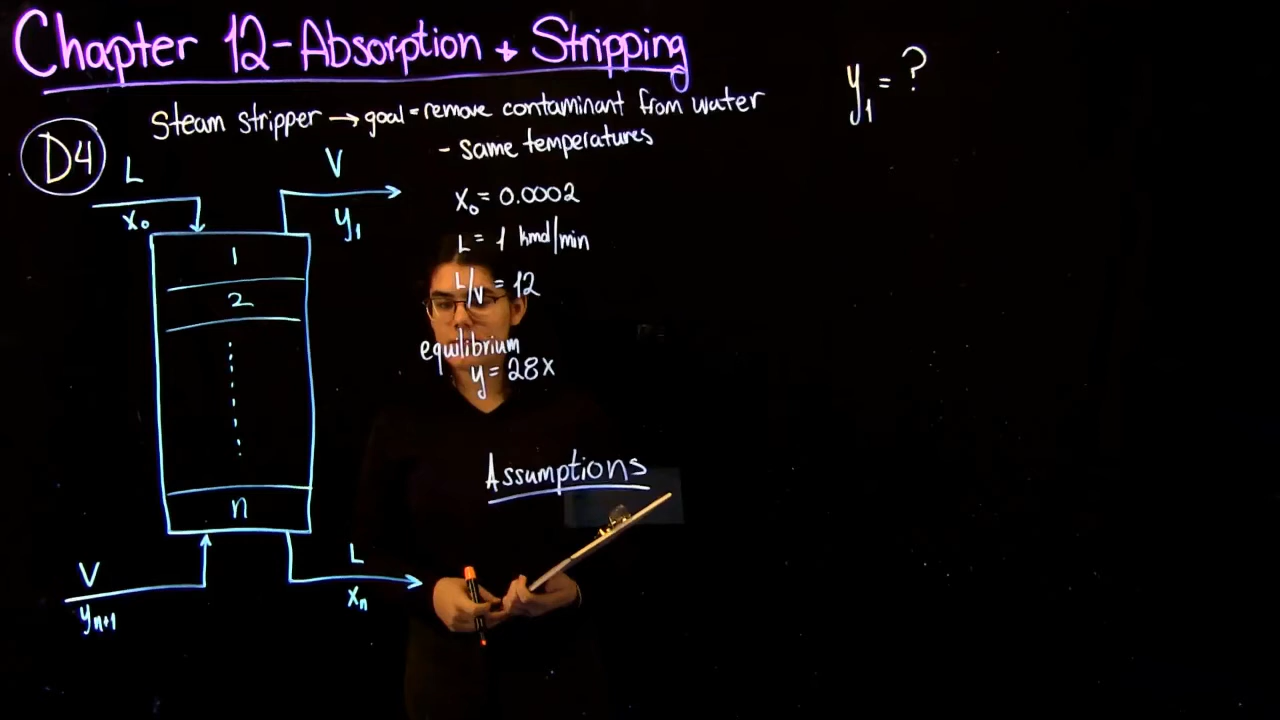 Chapter 12-Absorption + Stripping
y₁ = ?
Steam stripper → goal = remove contaminant from water
- same temperatures
D4
L
V
x₀
y₁
x₀ = 0.0002
L = 1 kmol/min
L/V = 12
equilibrium
y = 28x
1
2
n
Assumptions
V
yₙ₊₁
L
xₙ